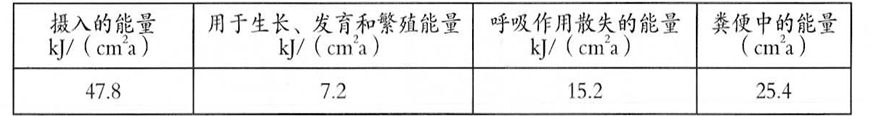 摄入的能量 用于生长、发育和繁殖能量 呼吸作用散失的能量 粪便中的能量
kJ/（cm²a） kJ/（cm²a） kJ/（cm²a） （cm²a）
47.8 7.2 15.2 25.4